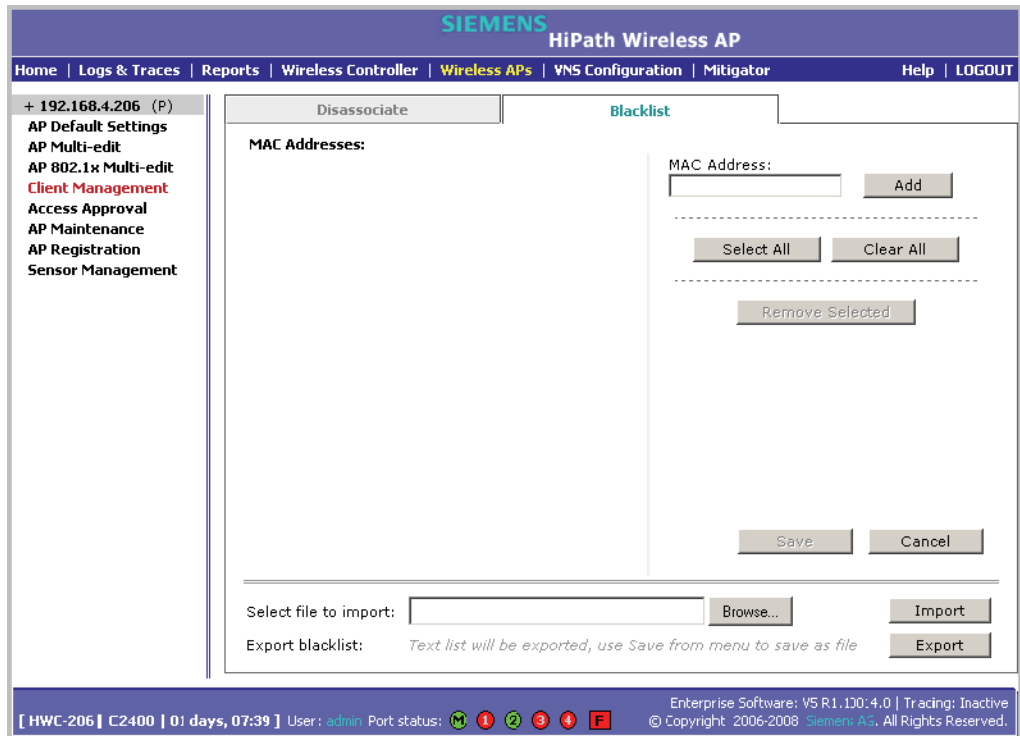 SIEMENS
HiPath Wireless AP
Home | Logs & Traces | Reports | Wireless Controller | Wireless APs | VNS Configuration | Mitigator Help | LOGOUT
+ 192.168.4.206 (P)
AP Default Settings
AP Multi-edit
AP 802.1x Multi-edit
Client Management
Access Approval
AP Maintenance
AP Registration
Sensor Management
Disassociate Blacklist
MAC Addresses:
MAC Address:
Add
Select All Clear All
Remove Selected
Save Cancel
Select file to import: Browse... Import
Export blacklist: Text list will be exported, use Save from menu to save as file Export
Enterprise Software: V5 R1.1 Tracing: Inactive
[ HWC-206 | C2400 | 01 days, 07:39 ] User: admin Port status: M 1 2 3 4 F © Copyright 2006-2008 Siemens AG. All Rights Reserved.